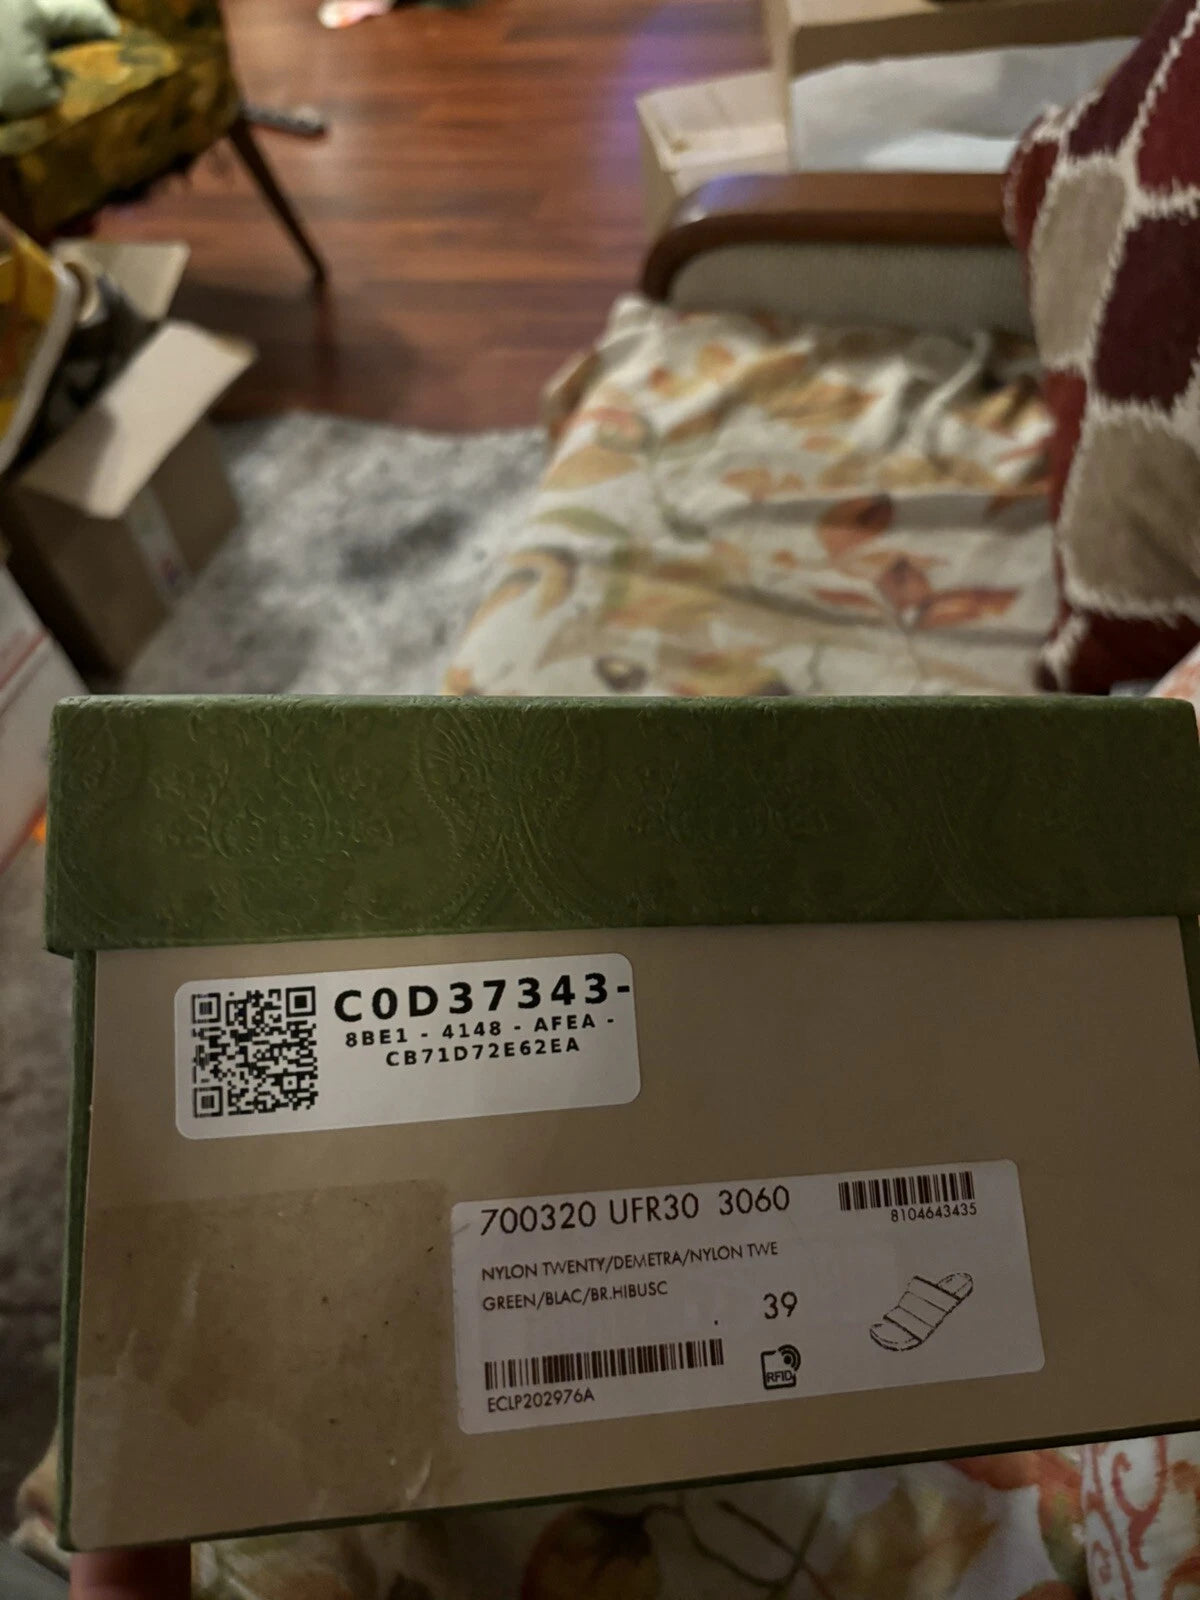 C0D37343-
8BE1 - 4148 - AFEA -
CB71D72E62EA
700320 UFR30 3060
8104643435
NYLON TWENTY/DEMETRA/NYLON TWE
GREEN/BLAC/BR.HIBUSC
39
RFID
ECLP202976A